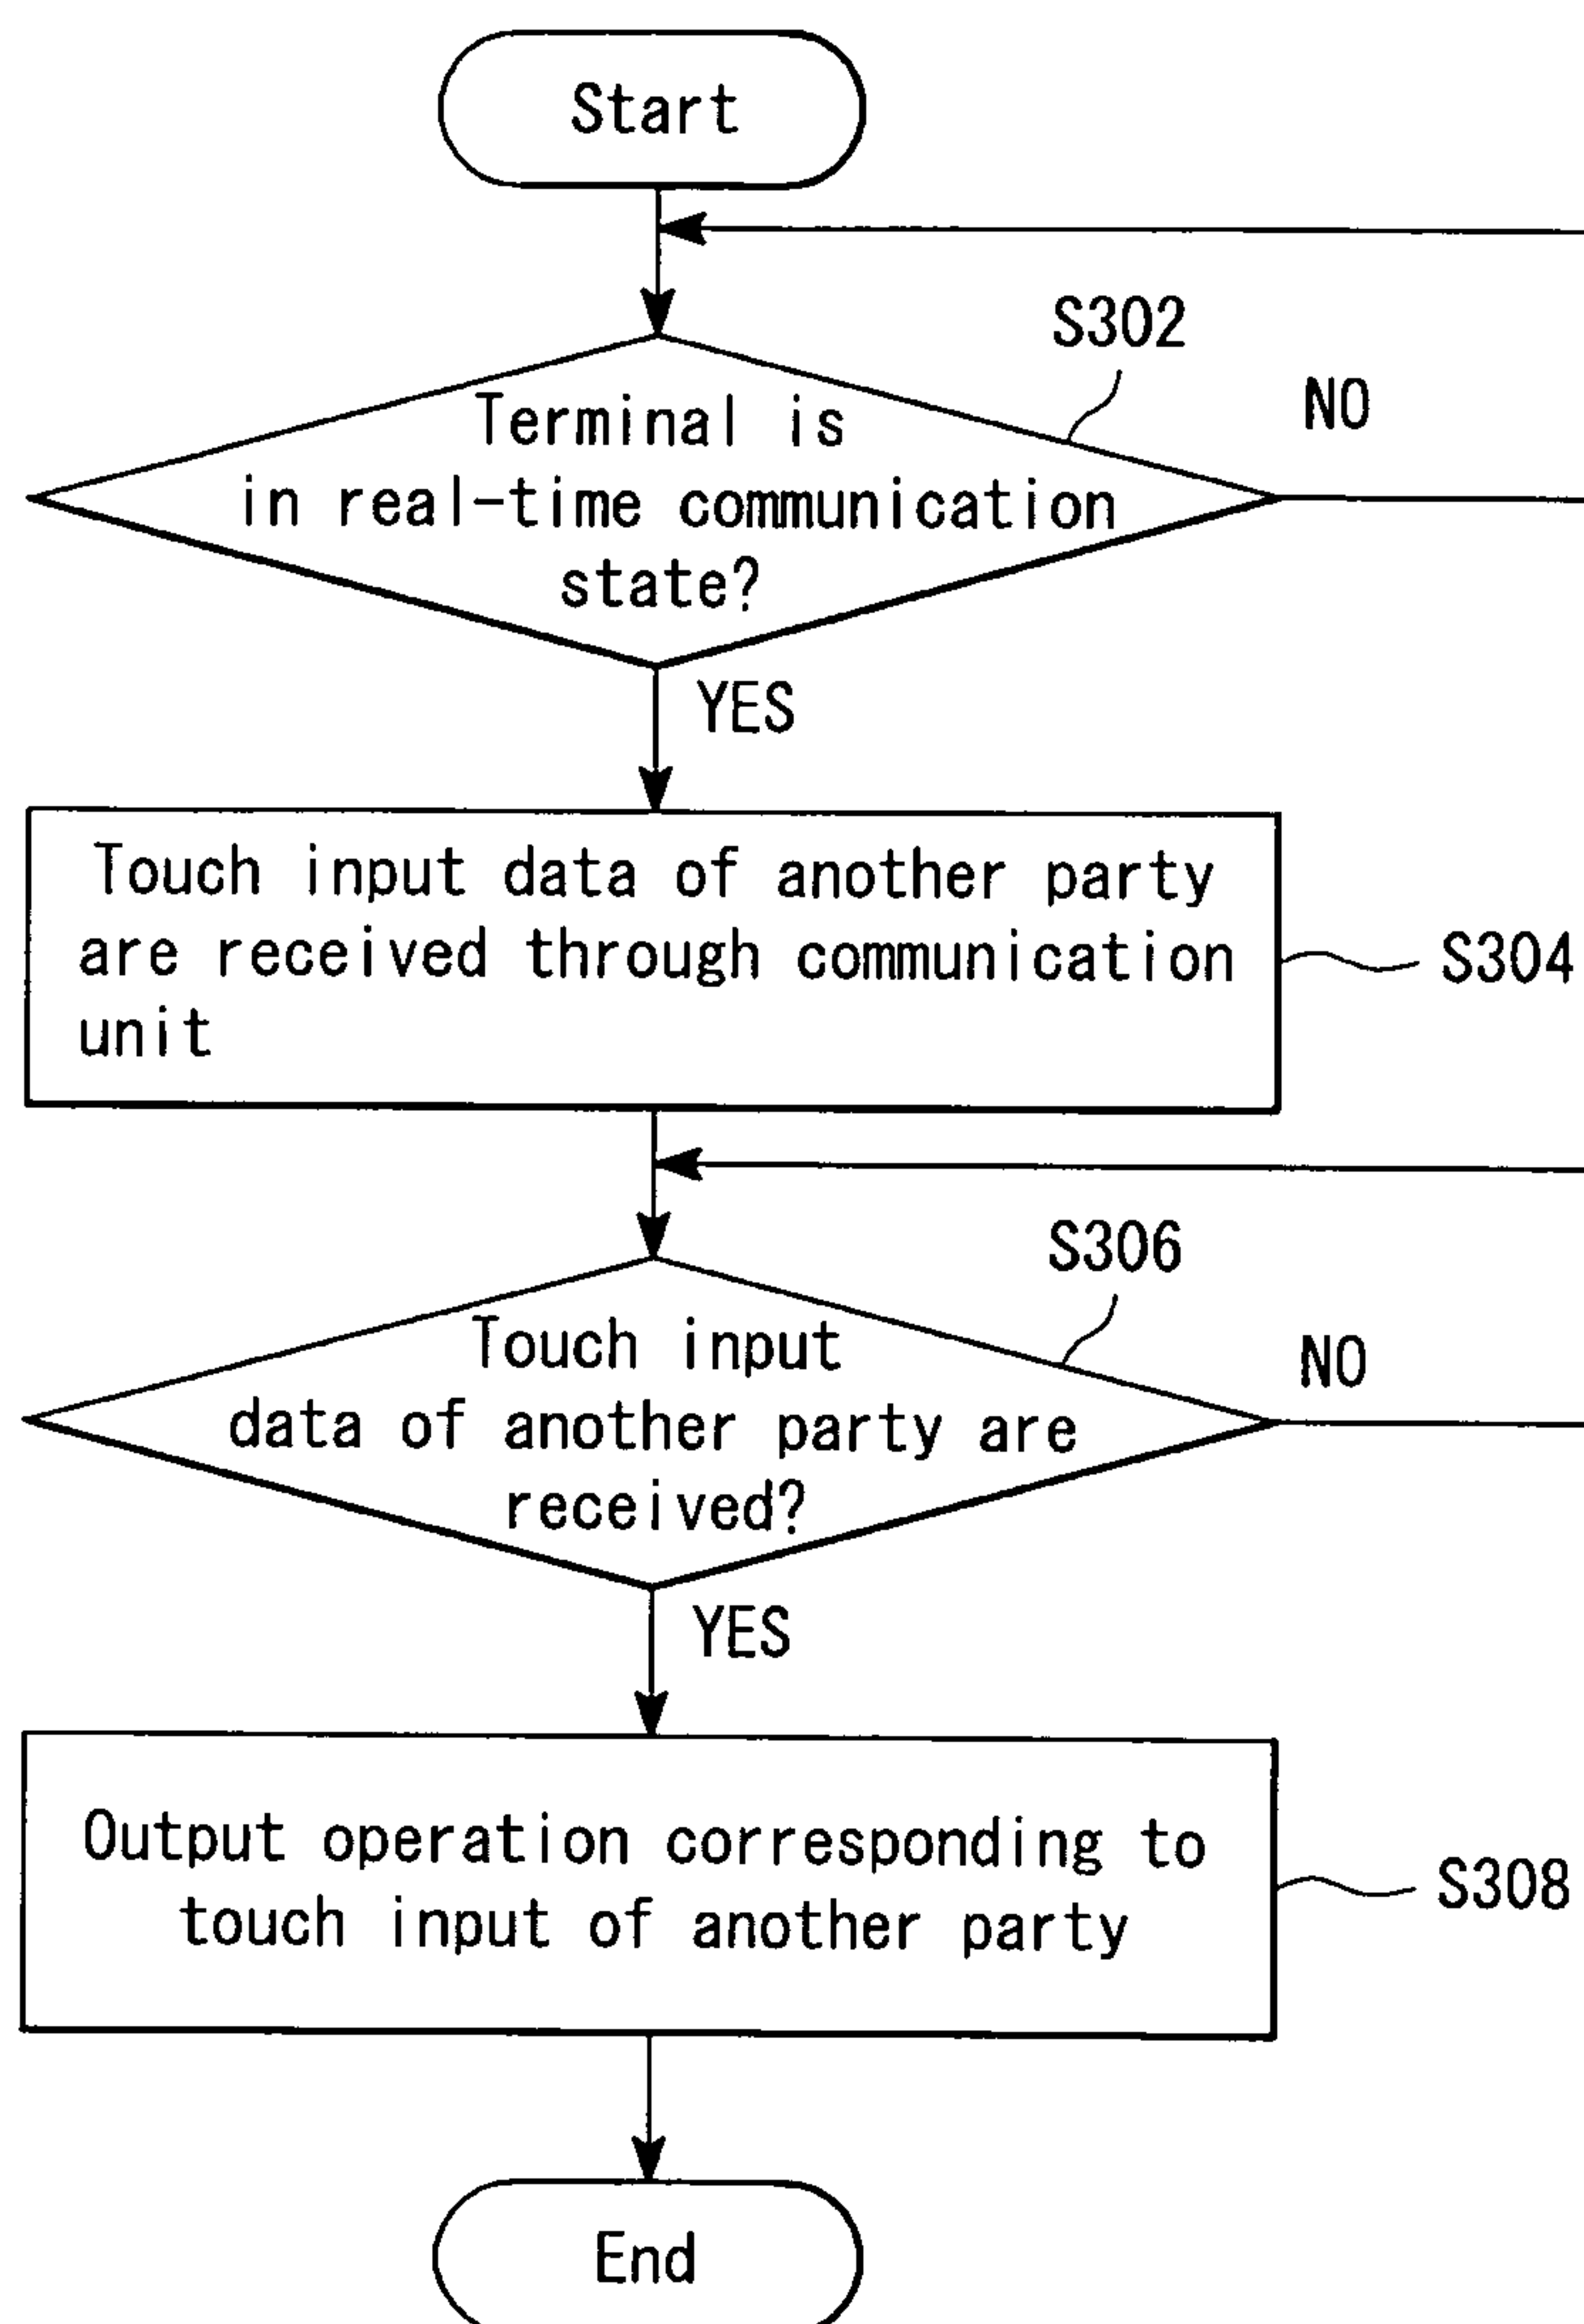 Start
S302
NO
Terminal is
in real-time communication
state?
YES
Touch input data of another party
are received through communication
unit
S304
S306
NO
Touch input
data of another party are
received?
YES
Output operation corresponding to
touch input of another party
S308
End